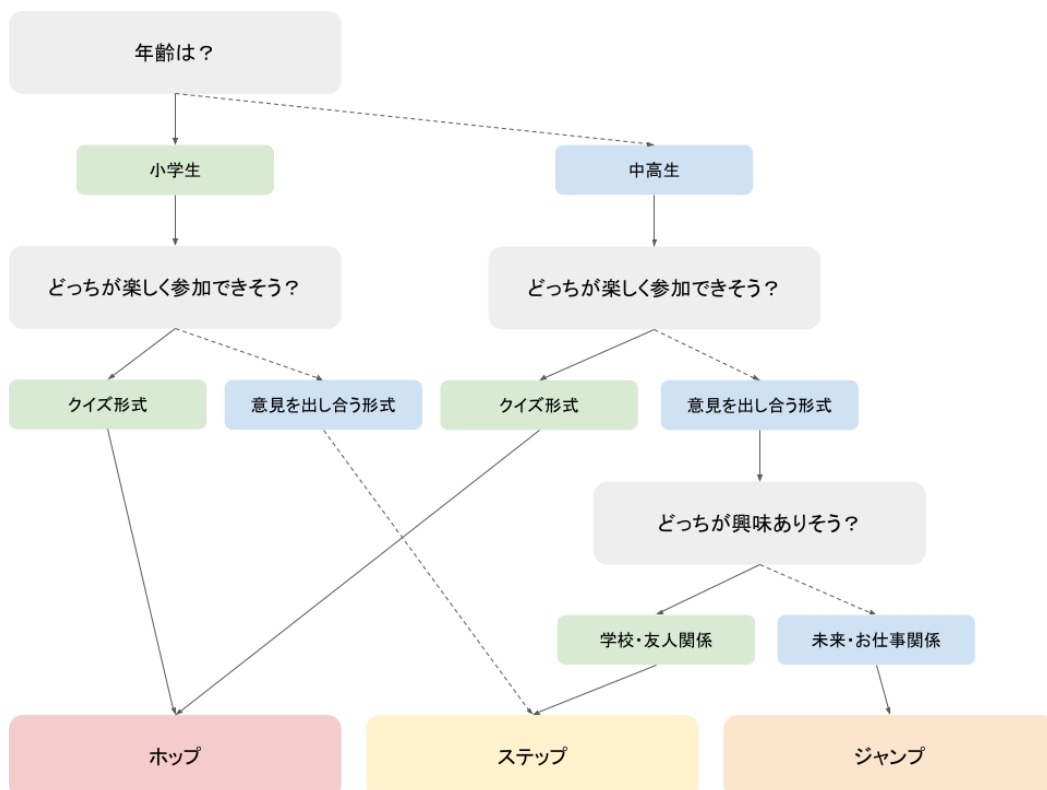 年齢は？
小学生
中高生
どっちが楽しく参加できそう？
どっちが楽しく参加できそう？
クイズ形式
意見を出し合う形式
クイズ形式
意見を出し合う形式
どっちが興味ありそう？
学校・友人関係
未来・お仕事関係
ホップ
ステップ
ジャンプ